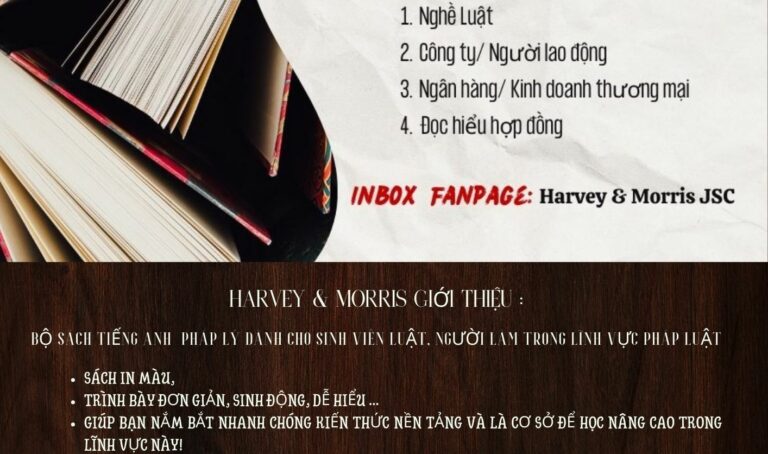 1. Nghề Luật
2. Công ty/ Người lao động
3. Ngân hàng/ Kinh doanh thương mại
4. Đọc hiểu hợp đồng
INBOX FANPAGE: Harvey & Morris JSC
HARVEY & MORRIS GIỚI THIỆU :
BỘ SÁCH TIẾNG ANH PHÁP LÝ DÀNH CHO SINH VIÊN LUẬT, NGƯỜI LÀM TRONG LĨNH VỰC PHÁP LUẬT
• SÁCH IN MÀU,
• TRÌNH BÀY ĐƠN GIẢN, SINH ĐỘNG, DỄ HIỂU ...
• GIÚP BẠN NẮM BẮT NHANH CHÓNG KIẾN THỨC NỀN TẢNG VÀ LÀ CƠ SỞ ĐỂ HỌC NÂNG CAO TRONG
LĨNH VỰC NÀY!